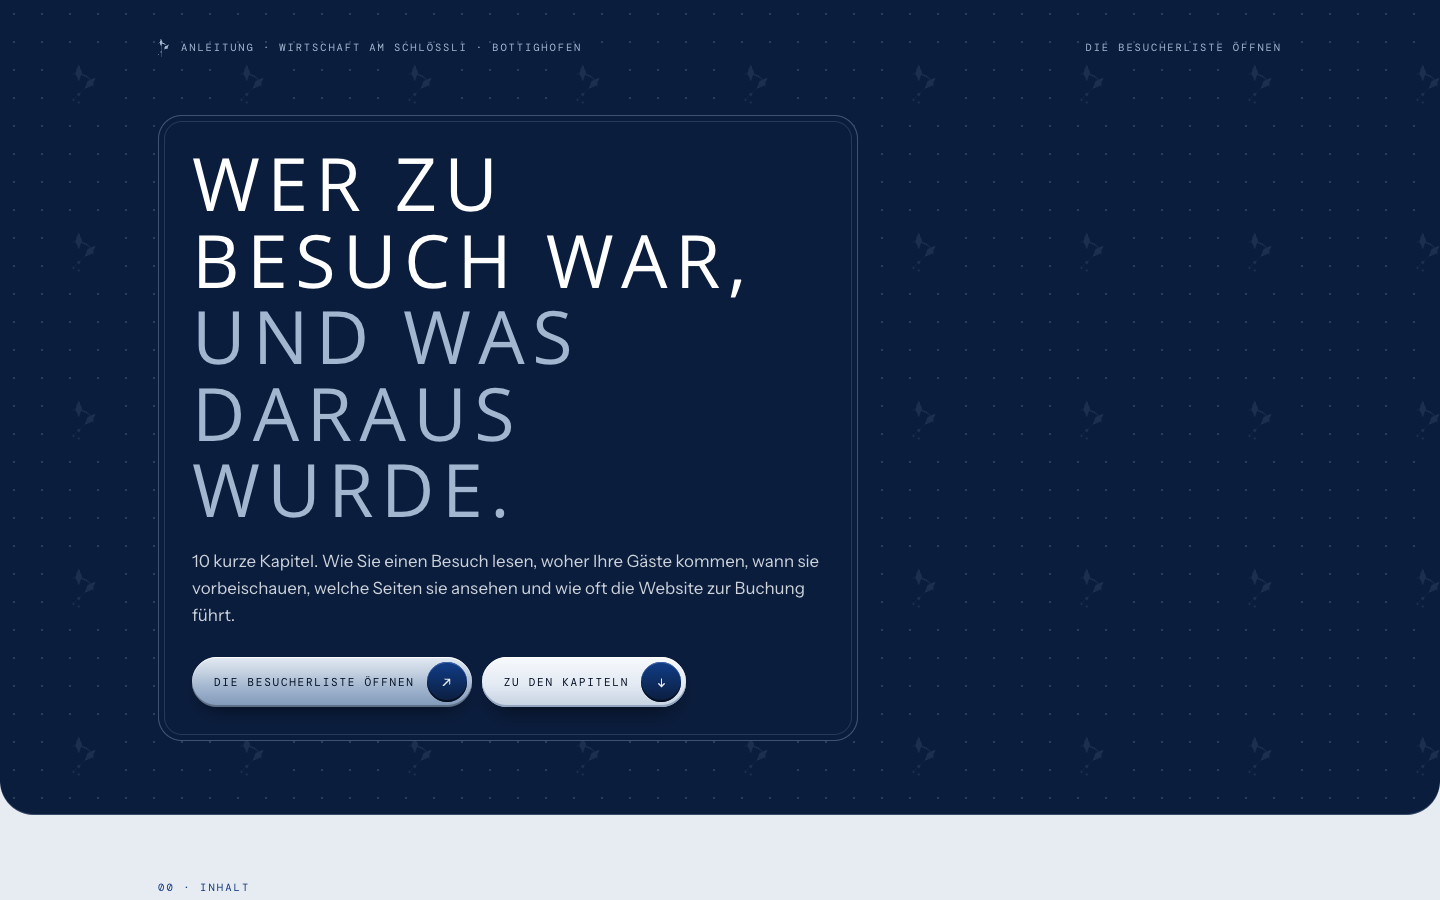 ANLEITUNG · WIRTSCHAFT AM SCHLÖSSLI · BOTTIGHOFEN
DIE BESUCHERLISTE ÖFFNEN
WER ZU
BESUCH WAR,
UND WAS
DARAUS
WURDE.
10 kurze Kapitel. Wie Sie einen Besuch lesen, woher Ihre Gäste kommen, wann sie
vorbeischauen, welche Seiten sie ansehen und wie oft die Website zur Buchung
führt.
DIE BESUCHERLISTE ÖFFNEN ↗
ZU DEN KAPITELN ↓
00 · INHALT